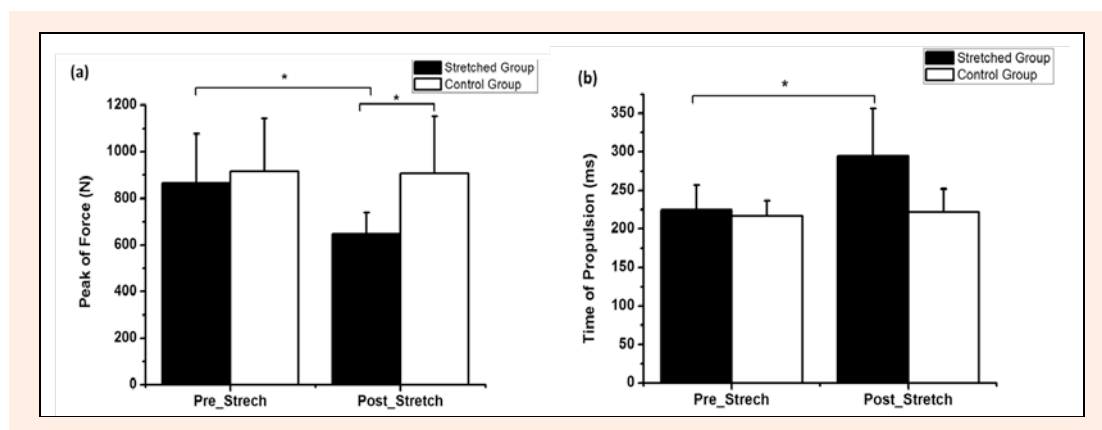 (a)
Stretched Group
Control Group
*
*
1200
1000
800
600
400
200
0
Peak of Force (N)
Pre_Strech
Post_Stretch
(b)
Stretched Group
Control Group
*
350
300
250
200
150
100
50
0
Time of Propulsion (ms)
Pre_Strech
Post_Stretch